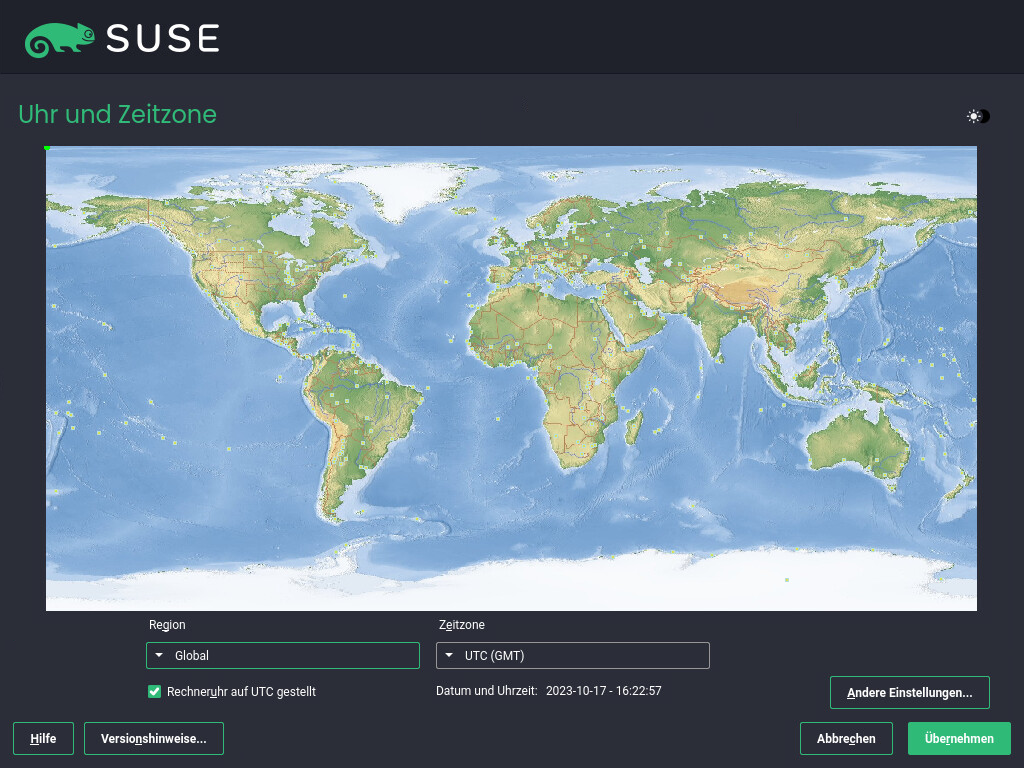 SUSE
Uhr und Zeitzone
Region
Zeitzone
Global
UTC (GMT)
Rechneruhr auf UTC gestellt
Datum und Uhrzeit: 2023-10-17 - 16:22:57
Andere Einstellungen...
Hilfe
Versionshinweise...
Abbrechen
Übernehmen